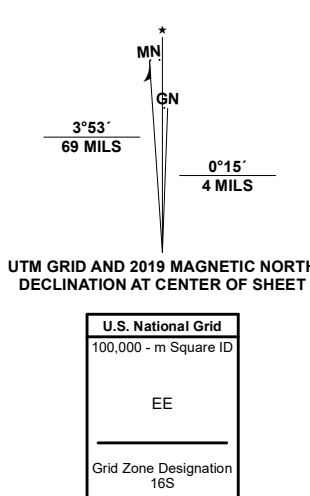 MN
GN
3°53´
69 MILS
0°15´
4 MILS
UTM GRID AND 2019 MAGNETIC NORTH
DECLINATION AT CENTER OF SHEET
U.S. National Grid
100,000 - m Square ID
EE
Grid Zone Designation
16S